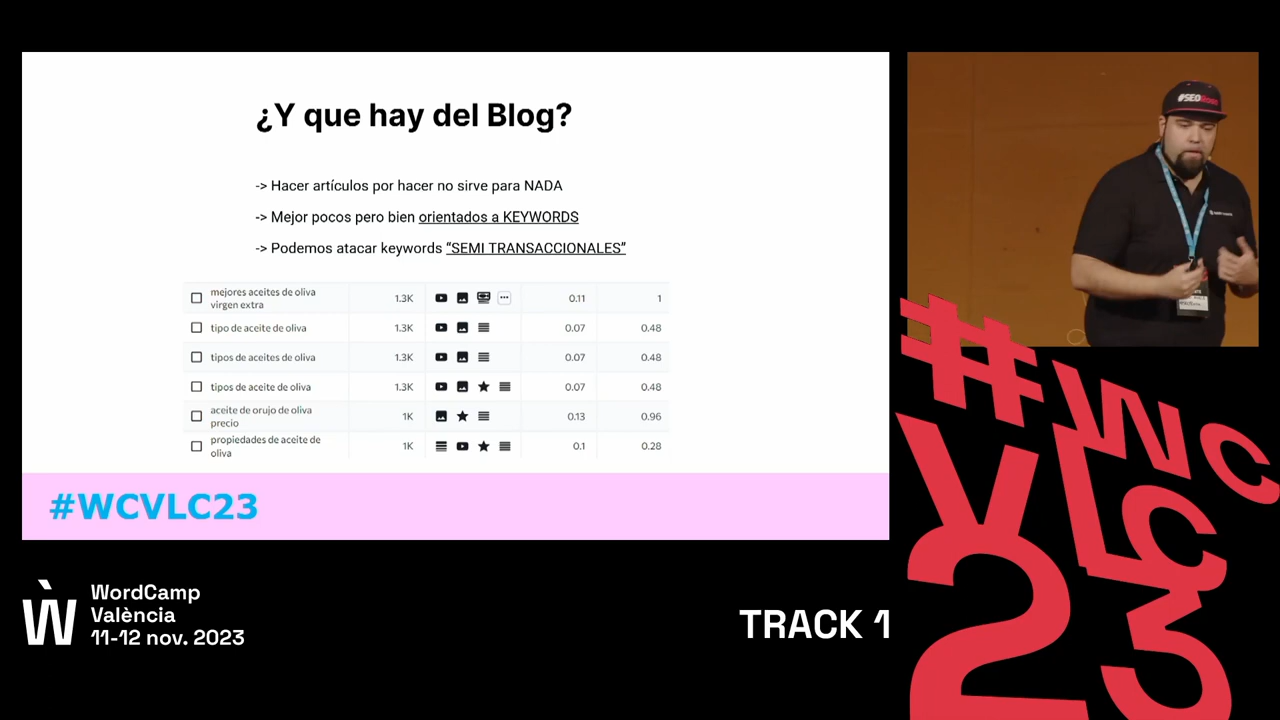 ¿Y que hay del Blog?
-> Hacer artículos por hacer no sirve para NADA
-> Mejor pocos pero bien orientados a KEYWORDS
-> Podemos atacar keywords “SEMI TRANSACCIONALES”
mejores aceites de oliva
virgen extra 1.3K 0.11 1
tipo de aceite de oliva 1.3K 0.07 0.48
tipos de aceites de oliva 1.3K 0.07 0.48
tipos de aceite de oliva 1.3K 0.07 0.48
aceite de orujo de oliva
precio 1K 0.13 0.96
propiedades de aceite de
oliva 1K 0.1 0.28
#WCVLC23
Ẁ WordCamp
València
11-12 nov. 2023
TRACK 1
#SEO
#WC
VLC
23